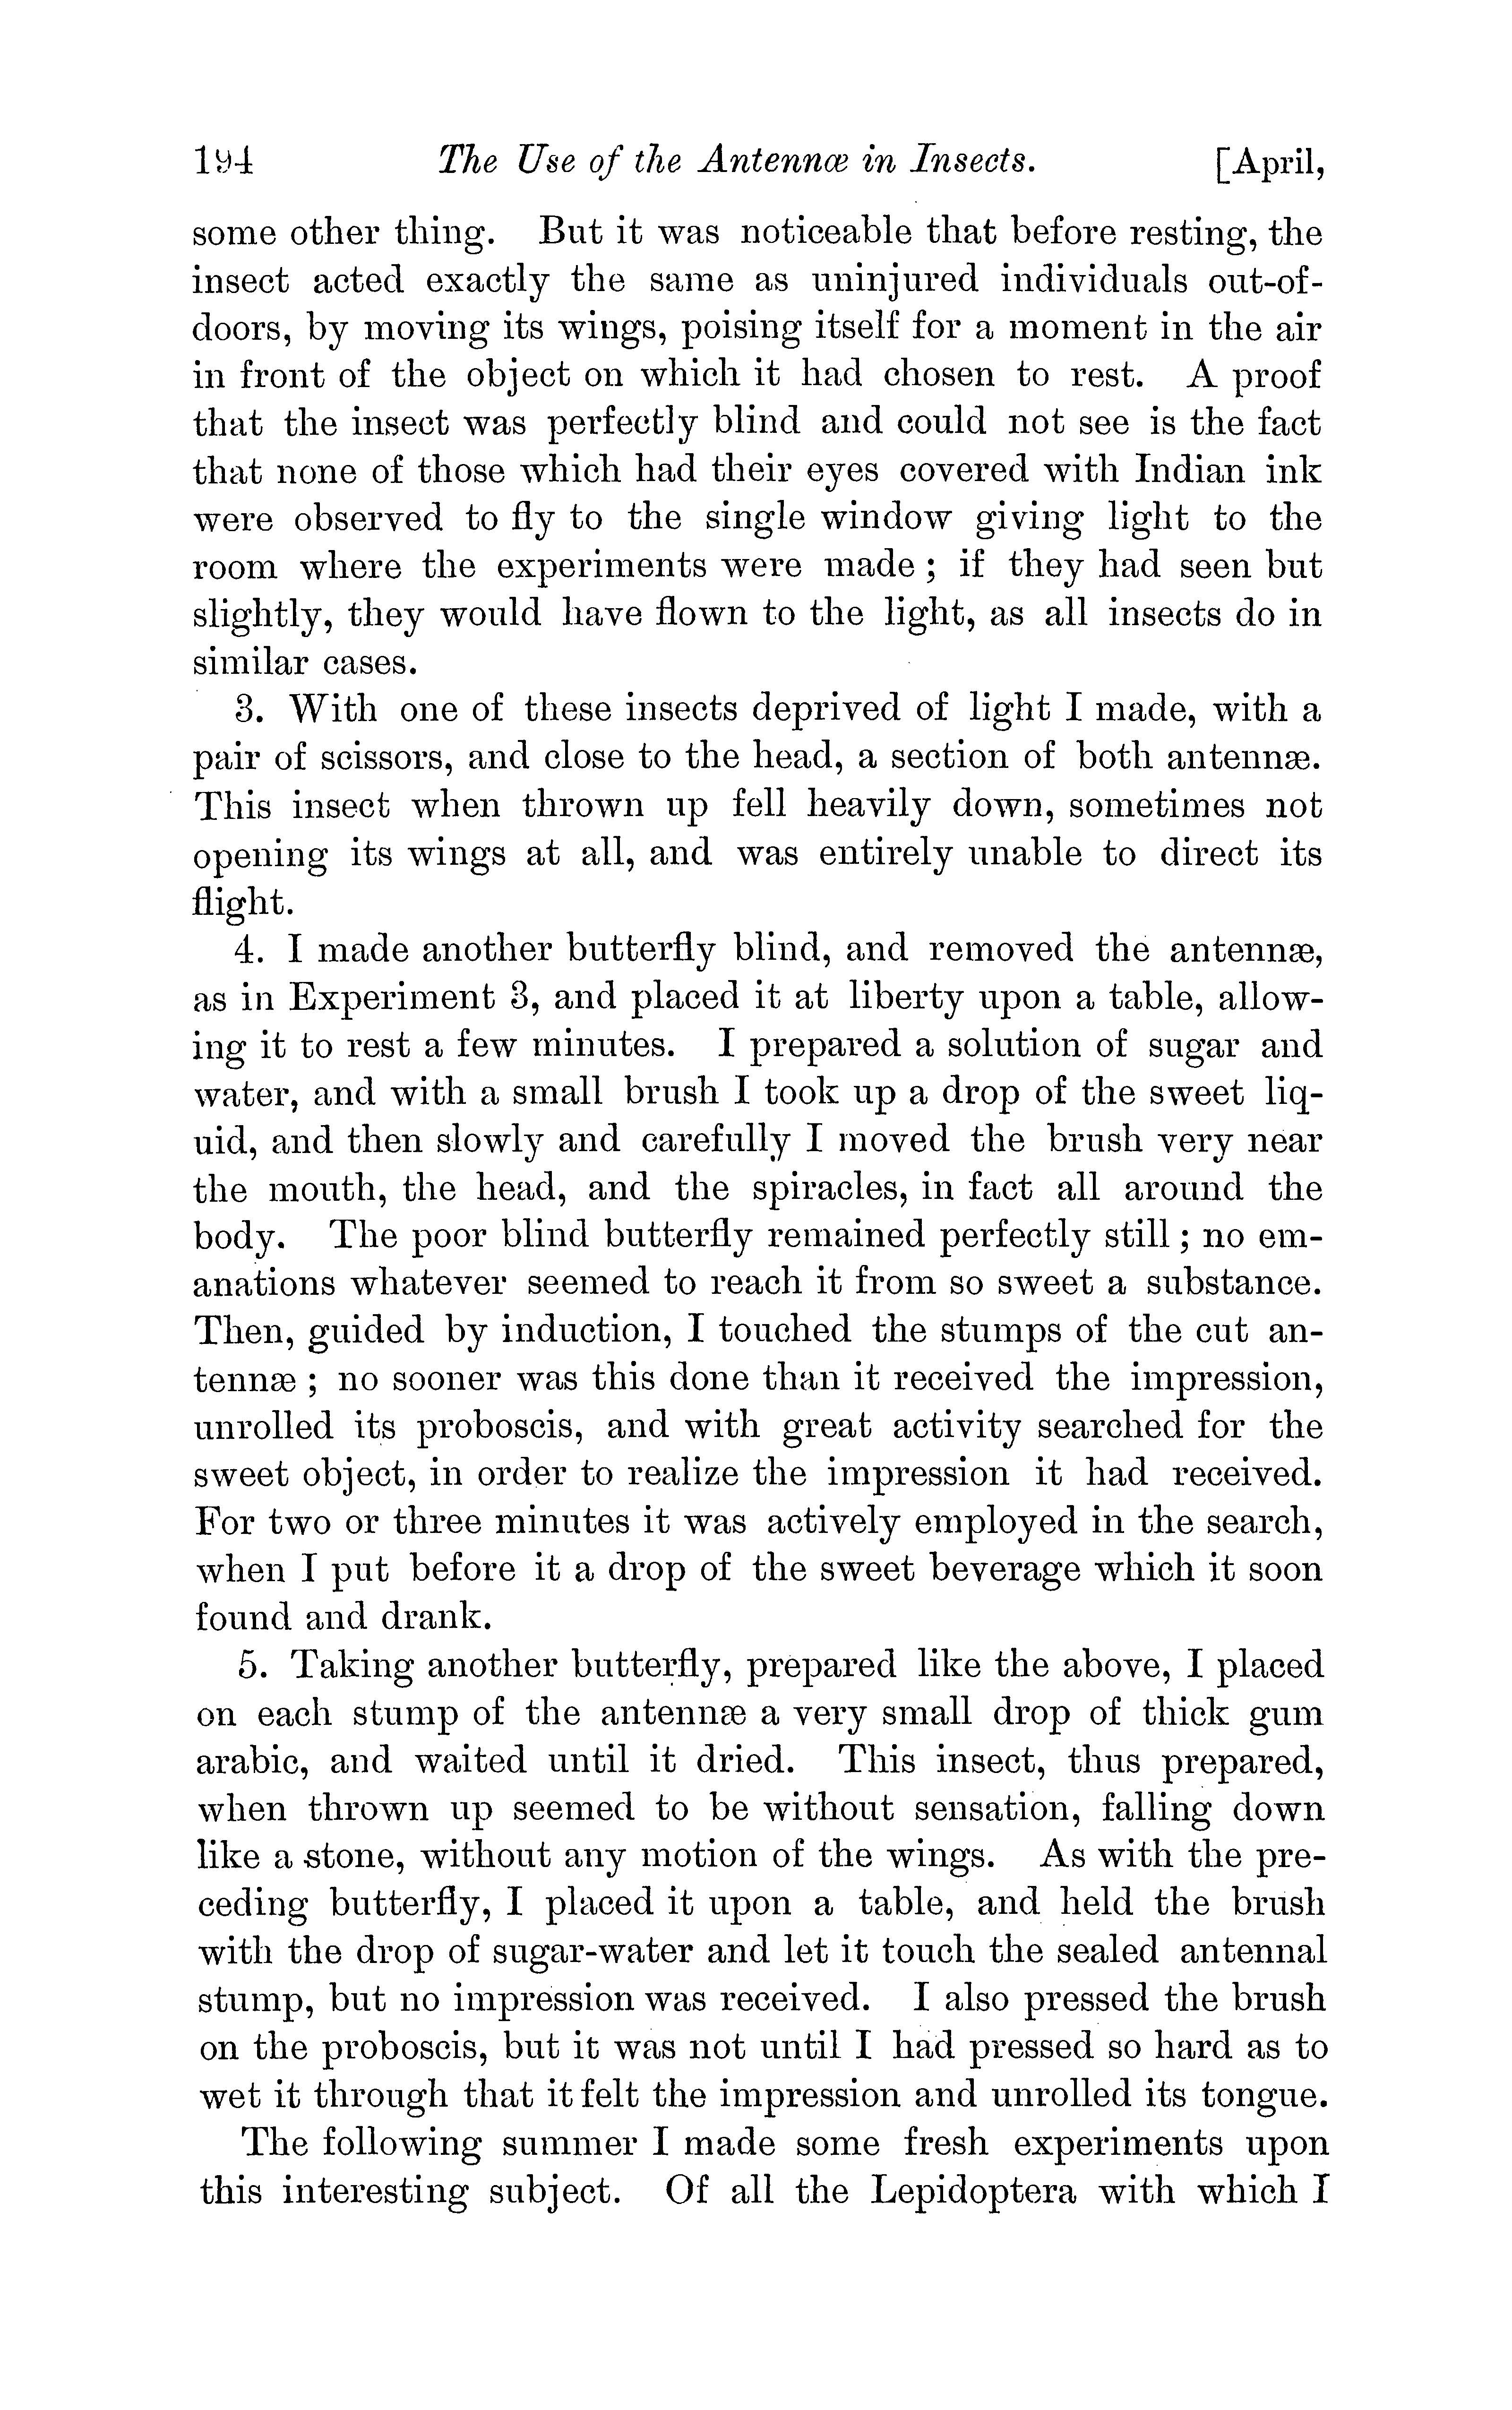 194 The Use of the Antennæ in Insects. [April,
some other thing. But it was noticeable that before resting, the
insect acted exactly the same as uninjured individuals out-of-
doors, by moving its wings, poising itself for a moment in the air
in front of the object on which it had chosen to rest. A proof
that the insect was perfectly blind and could not see is the fact
that none of those which had their eyes covered with Indian ink
were observed to fly to the single window giving light to the
room where the experiments were made ; if they had seen but
slightly, they would have flown to the light, as all insects do in
similar cases.
3. With one of these insects deprived of light I made, with a
pair of scissors, and close to the head, a section of both antennæ.
This insect when thrown up fell heavily down, sometimes not
opening its wings at all, and was entirely unable to direct its
flight.
4. I made another butterfly blind, and removed the antennæ,
as in Experiment 3, and placed it at liberty upon a table, allow-
ing it to rest a few minutes. I prepared a solution of sugar and
water, and with a small brush I took up a drop of the sweet liq-
uid, and then slowly and carefully I moved the brush very near
the mouth, the head, and the spiracles, in fact all around the
body. The poor blind butterfly remained perfectly still ; no em-
anations whatever seemed to reach it from so sweet a substance.
Then, guided by induction, I touched the stumps of the cut an-
tennæ ; no sooner was this done than it received the impression,
unrolled its proboscis, and with great activity searched for the
sweet object, in order to realize the impression it had received.
For two or three minutes it was actively employed in the search,
when I put before it a drop of the sweet beverage which it soon
found and drank.
5. Taking another butterfly, prepared like the above, I placed
on each stump of the antennæ a very small drop of thick gum
arabic, and waited until it dried. This insect, thus prepared,
when thrown up seemed to be without sensation, falling down
like a stone, without any motion of the wings. As with the pre-
ceding butterfly, I placed it upon a table, and held the brush
with the drop of sugar-water and let it touch the sealed antennal
stump, but no impression was received. I also pressed the brush
on the proboscis, but it was not until I had pressed so hard as to
wet it through that it felt the impression and unrolled its tongue.
The following summer I made some fresh experiments upon
this interesting subject. Of all the Lepidoptera with which I